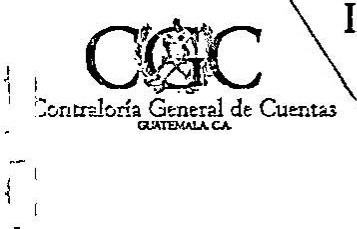 I
CGC
Contraloría General de Cuentas
GUATEMALA, C.A.